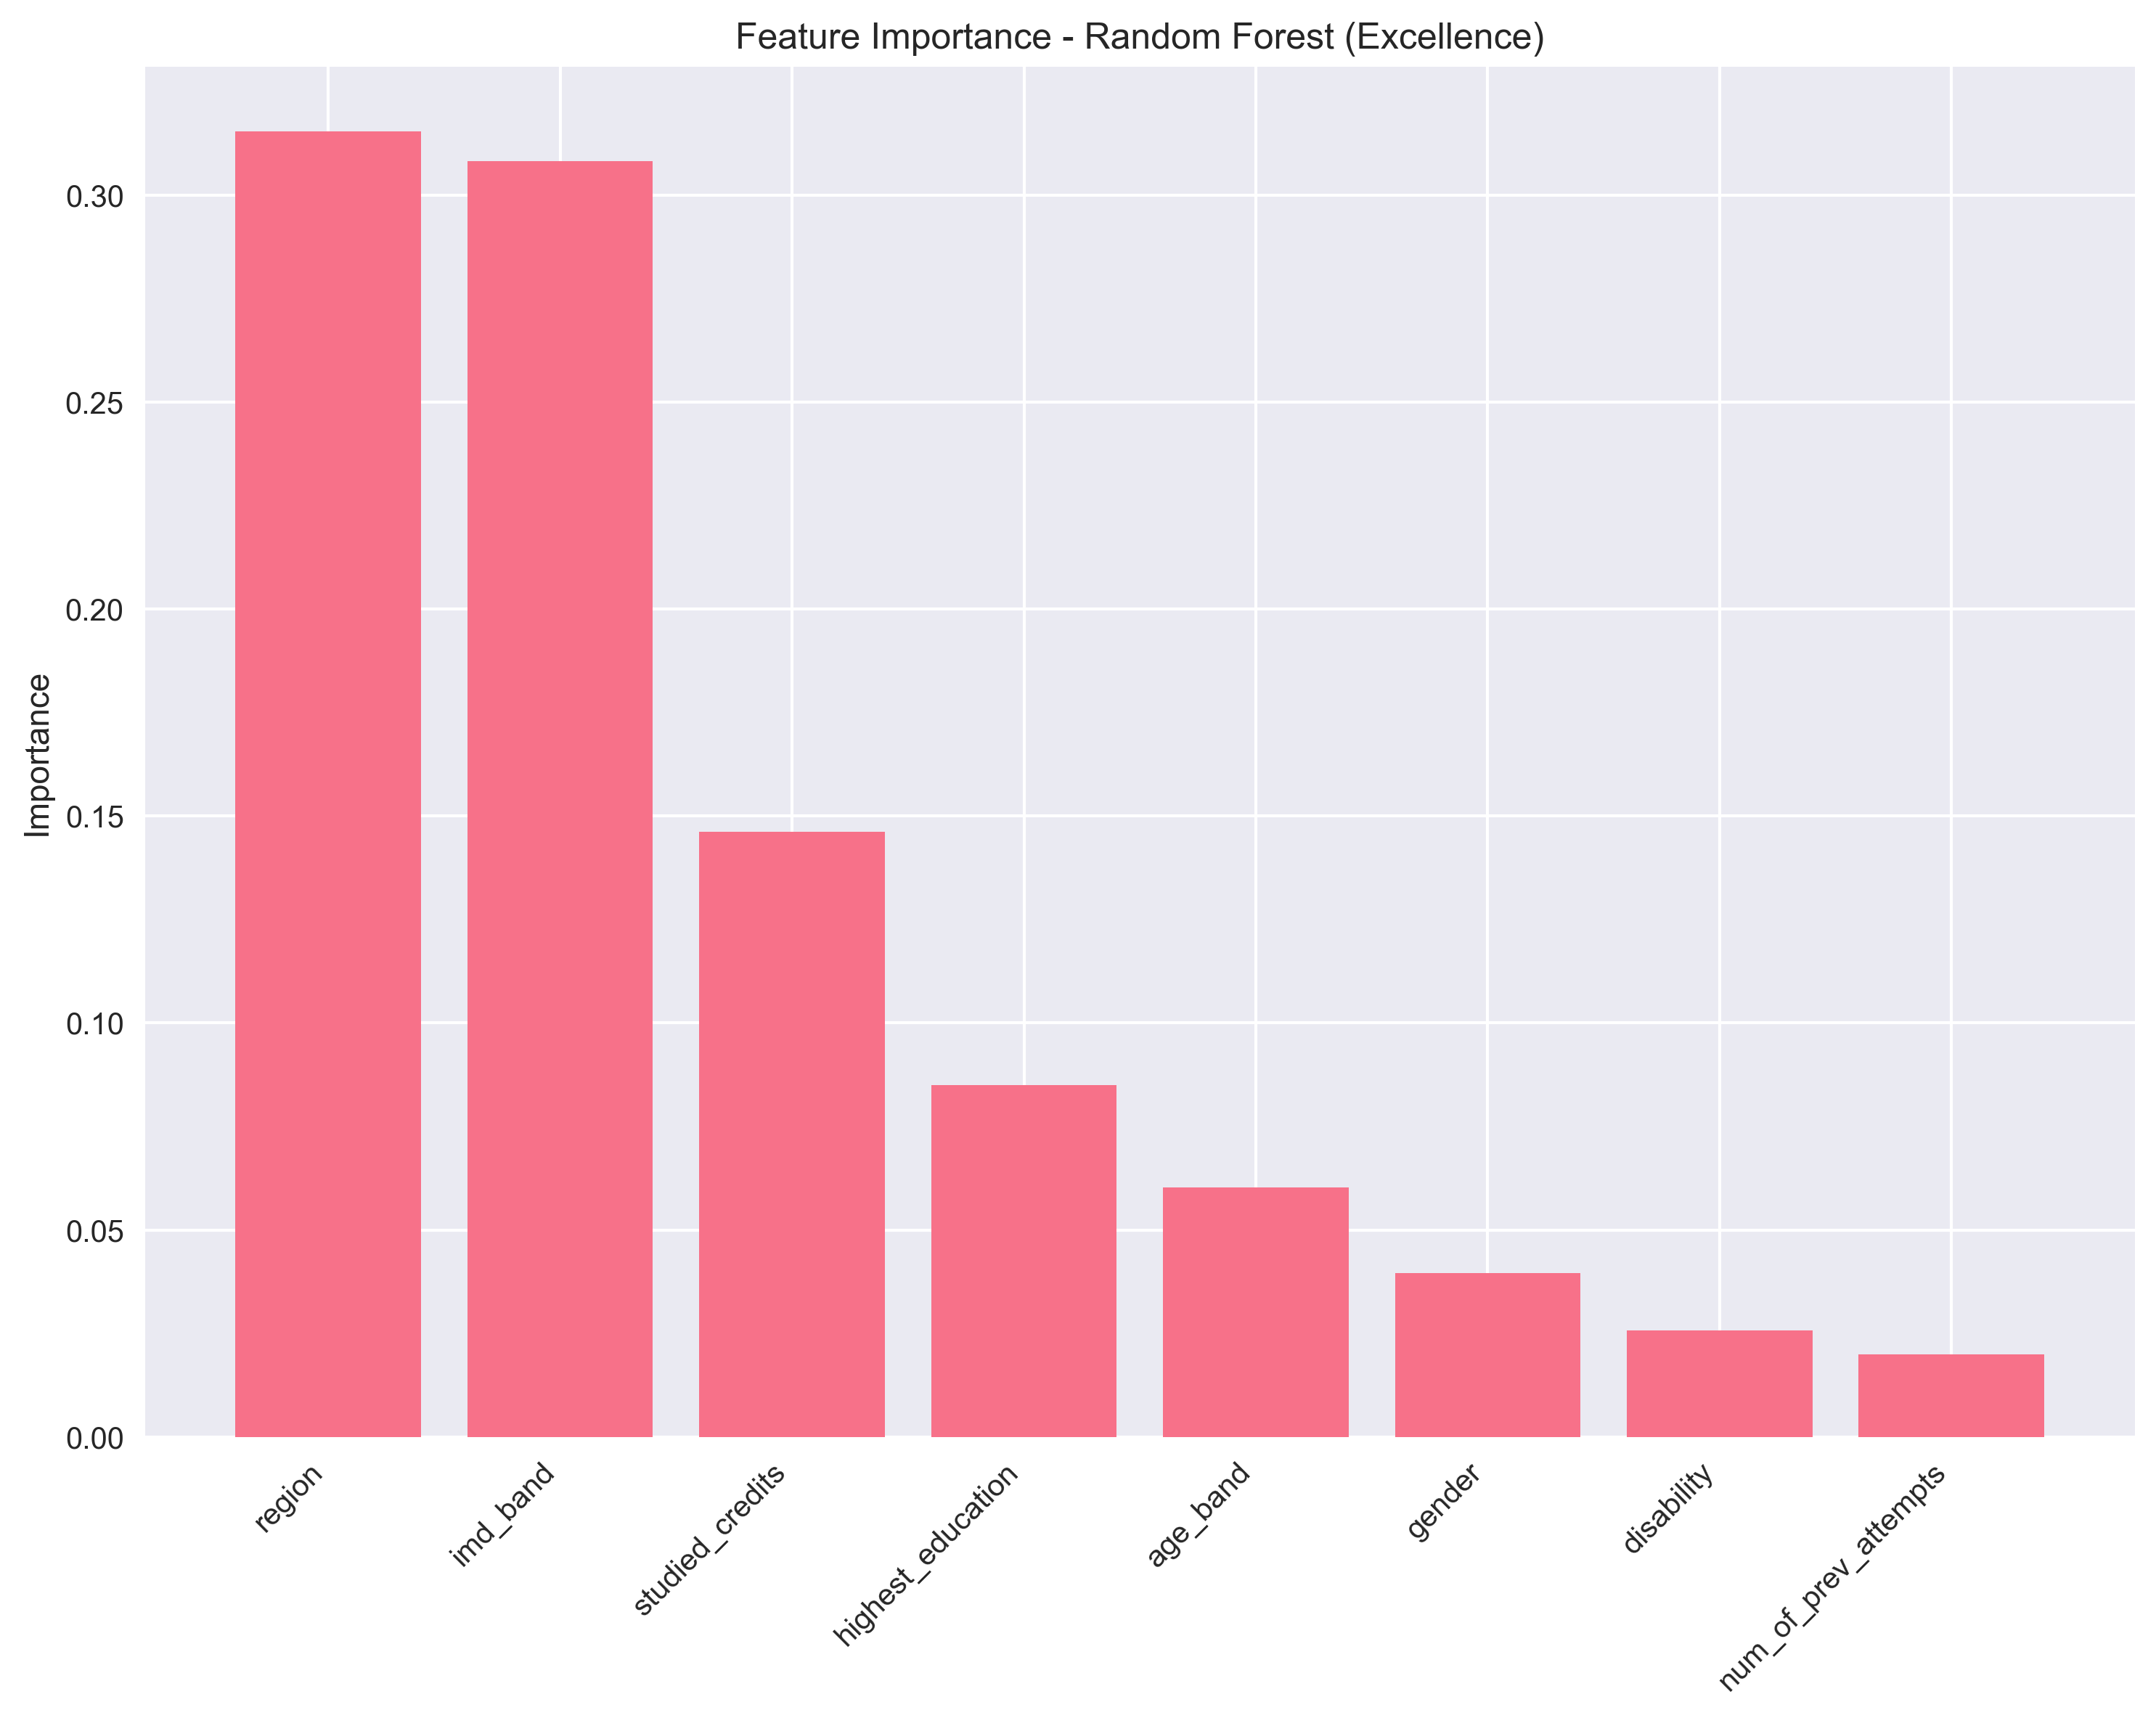 Feature Importance - Random Forest (Excellence)
Importance
0.30
0.25
0.20
0.15
0.10
0.05
0.00
region
imd_band
studied_credits
highest_education
age_band
gender
disability
num_of_prev_attempts